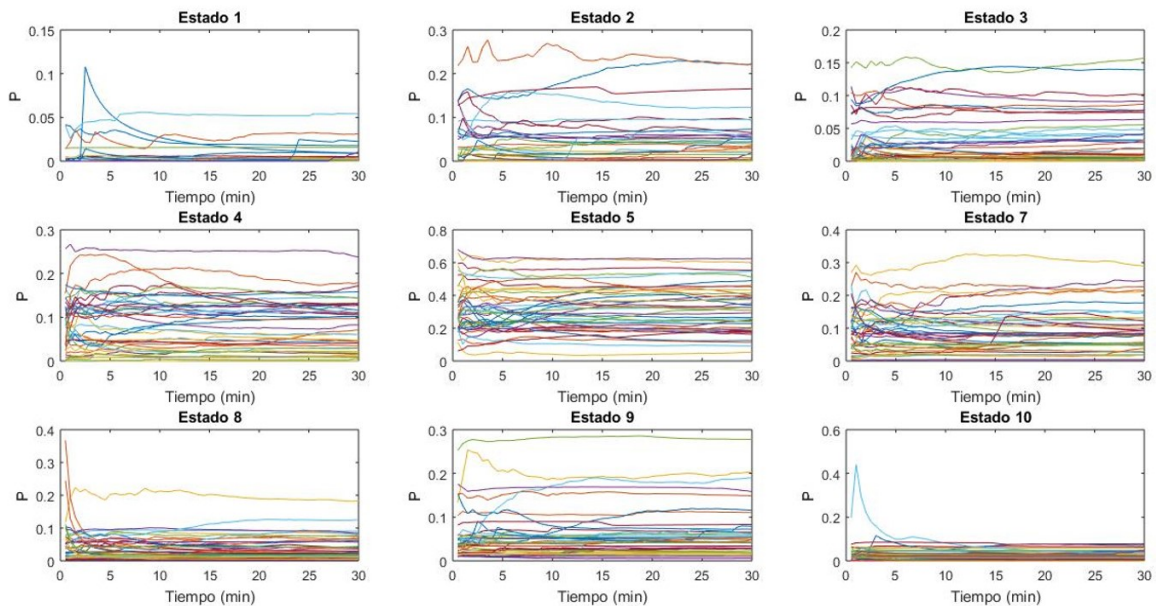 Estado 1
0.15
0.1
0.05
0
P
0 5 10 15 20 25 30
Tiempo (min)
Estado 2
0.3
0.2
0.1
0
P
0 5 10 15 20 25 30
Tiempo (min)
Estado 3
0.2
0.15
0.1
0.05
0
P
0 5 10 15 20 25 30
Tiempo (min)
Estado 4
0.3
0.2
0.1
0
P
0 5 10 15 20 25 30
Tiempo (min)
Estado 5
0.8
0.6
0.4
0.2
0
P
0 5 10 15 20 25 30
Tiempo (min)
Estado 7
0.4
0.3
0.2
0.1
0
P
0 5 10 15 20 25 30
Tiempo (min)
Estado 8
0.4
0.3
0.2
0.1
0
P
0 5 10 15 20 25 30
Tiempo (min)
Estado 9
0.3
0.2
0.1
0
P
0 5 10 15 20 25 30
Tiempo (min)
Estado 10
0.6
0.4
0.2
0
P
0 5 10 15 20 25 30
Tiempo (min)